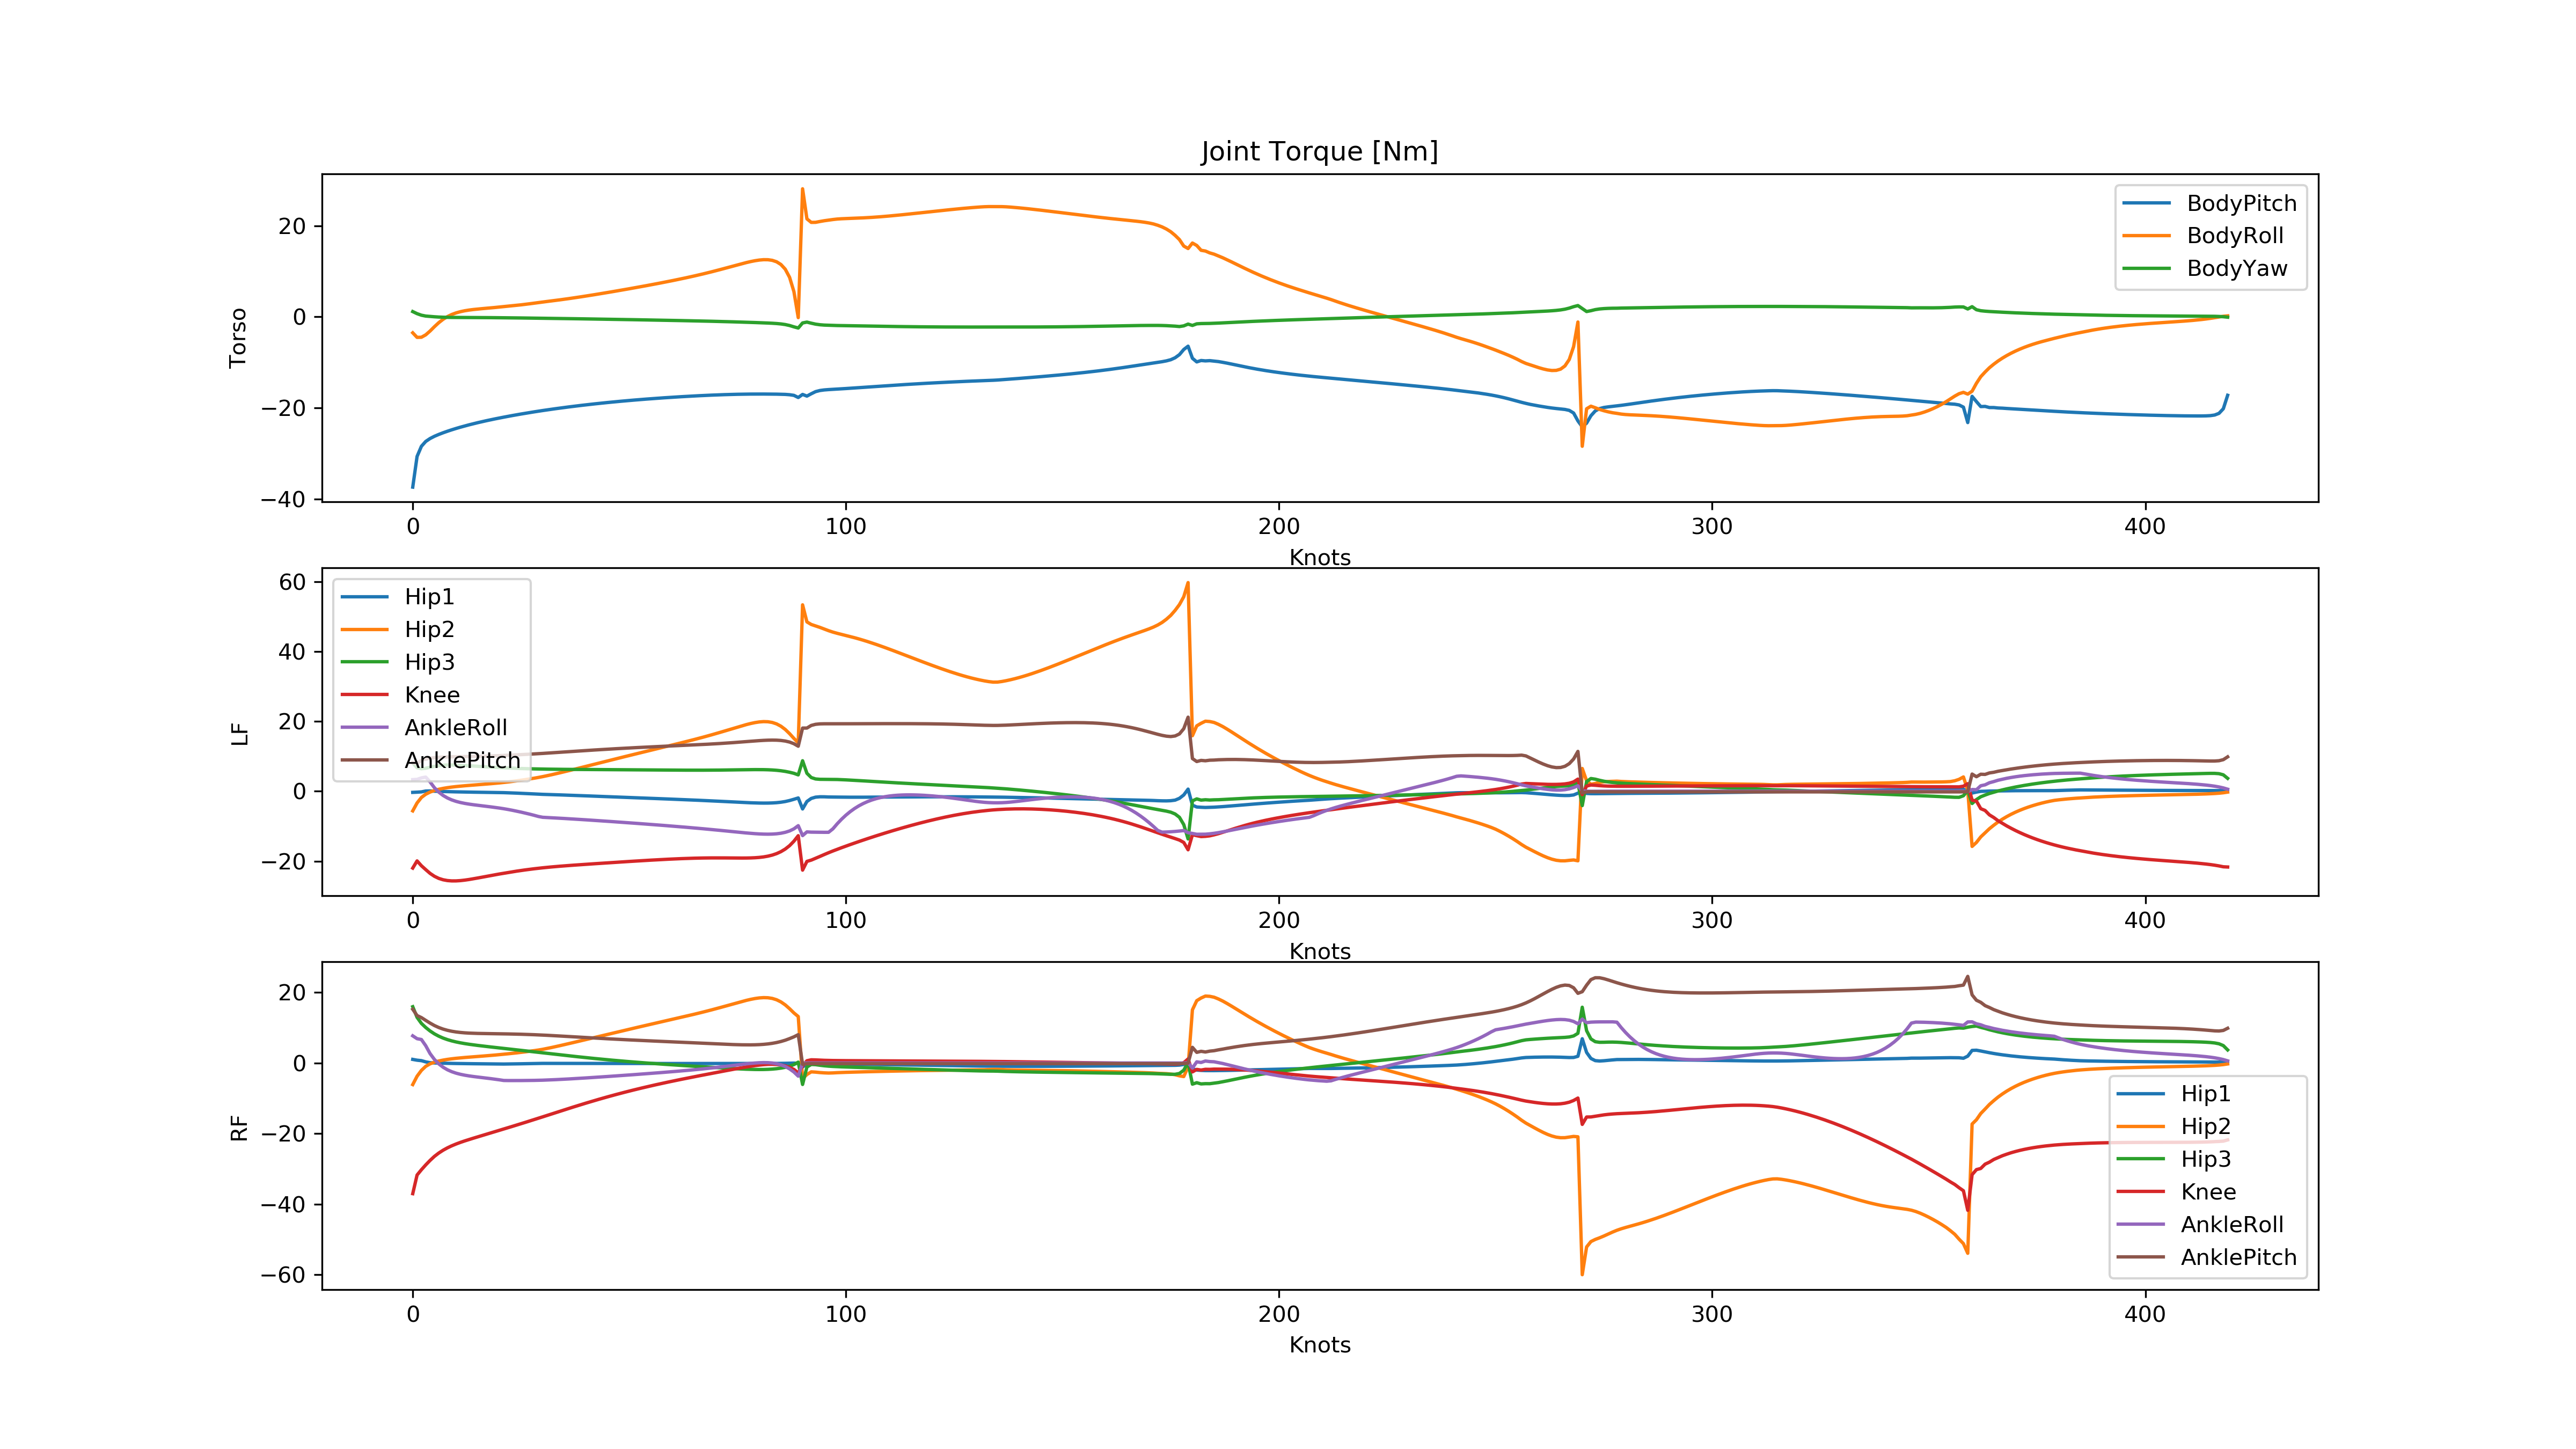 Joint Torque [Nm]
Torso
20
0
−20
−40
BodyPitch
BodyRoll
BodyYaw
0 100 200 300 400
Knots
LF
60
40
20
0
−20
Hip1
Hip2
Hip3
Knee
AnkleRoll
AnklePitch
0 100 200 300 400
Knots
RF
20
0
−20
−40
−60
Hip1
Hip2
Hip3
Knee
AnkleRoll
AnklePitch
0 100 200 300 400
Knots